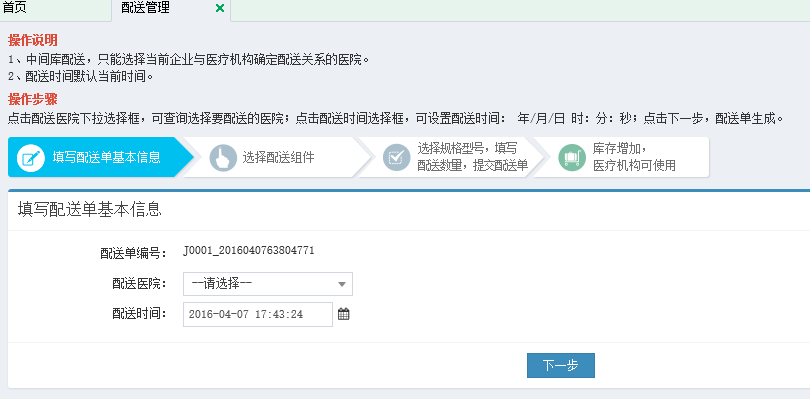 首页 配送管理
操作说明
1、中间库配送，只能选择当前企业与医疗机构确定配送关系的医院。
2、配送时间默认当前时间。
操作步骤
点击配送医院下拉选择框，可查询选择要配送的医院；点击配送时间选择框，可设置配送时间： 年/月/日 时：分：秒；点击下一步，配送单生成。
填写配送单基本信息
选择配送组件
选择规格型号，填写
配送数量，提交配送单
库存增加，
医疗机构可使用
填写配送单基本信息
配送单编号： J0001_2016040763804771
配送医院： --请选择--
配送时间： 2016-04-07 17:43:24
下一步